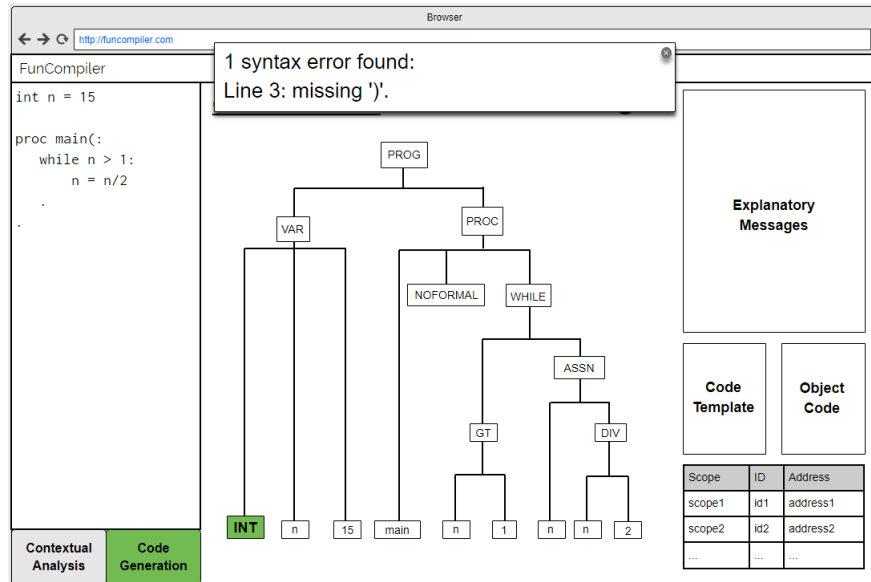 Browser
http://funcompiler.com
FunCompiler
1 syntax error found:
Line 3: missing ')'.
int n = 15
proc main(:
while n > 1:
n = n/2
.
.
PROG
VAR
PROC
NOFORMAL
WHILE
ASSN
GT
DIV
INT
n
15
main
n
1
n
n
2
Explanatory
Messages
Code
Template
Object
Code
Scope ID Address
scope1 id1 address1
scope2 id2 address2
... ... ...
Contextual
Analysis
Code
Generation